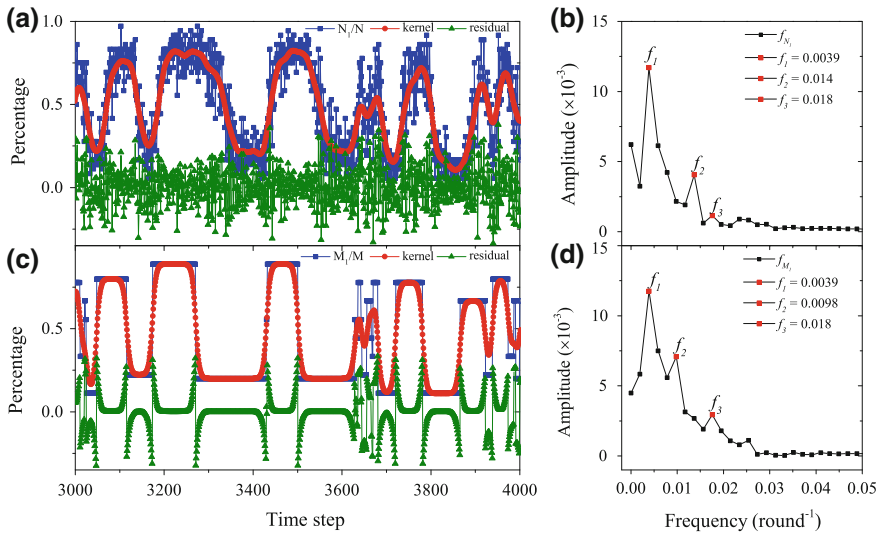 (a)
N₁/N kernel residual
Percentage
1.0
0.5
0.0
(b)
Amplitude (×10⁻³)
15
10
5
0
f₁
f₂
f₃
f_Nᵢ
f₁ = 0.0039
f₂ = 0.014
f₃ = 0.018
(c)
M₁/M kernel residual
Percentage
0.5
0.0
3000 3200 3400 3600 3800 4000
Time step
(d)
Amplitude (×10⁻³)
15
10
5
0
f₁
f₂
f₃
f_Mᵢ
f₁ = 0.0039
f₂ = 0.0098
f₃ = 0.018
0.00 0.01 0.02 0.03 0.04 0.05
Frequency (round⁻¹)